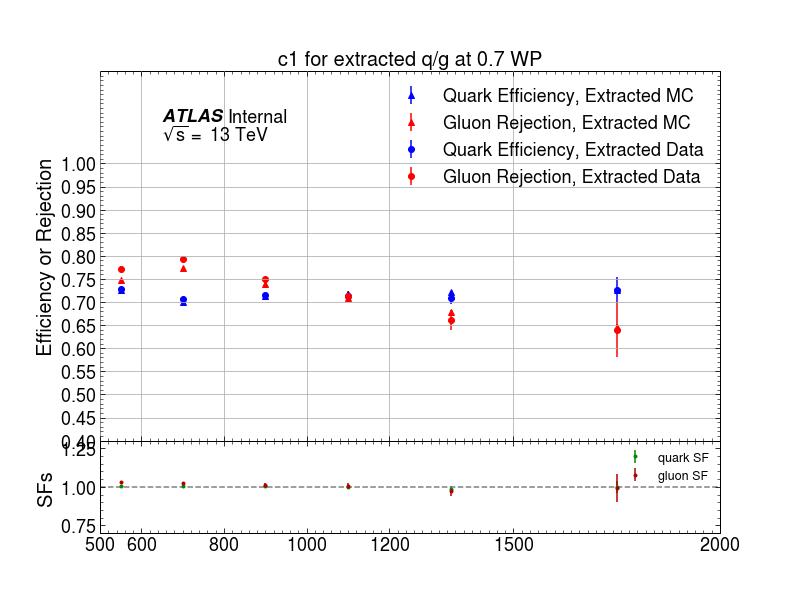 c1 for extracted q/g at 0.7 WP
ATLAS Internal
√s = 13 TeV
Quark Efficiency, Extracted MC
Gluon Rejection, Extracted MC
Quark Efficiency, Extracted Data
Gluon Rejection, Extracted Data
Efficiency or Rejection
1.00
0.95
0.90
0.85
0.80
0.75
0.70
0.65
0.60
0.55
0.50
0.45
0.40
SFs
1.25
1.00
0.75
quark SF
gluon SF
500 600 800 1000 1200 1500 2000